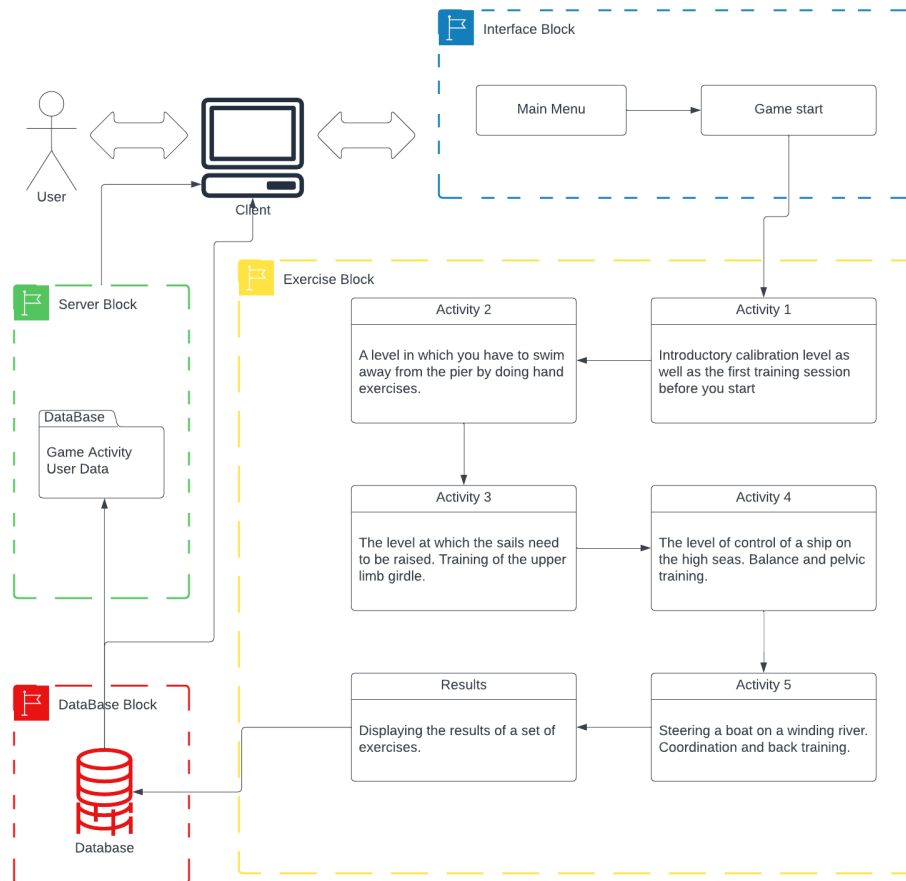 Interface Block
Main Menu
Game start
User
Client
Server Block
DataBase
Game Activity
User Data
Exercise Block
Activity 2
A level in which you have to swim
away from the pier by doing hand
exercises.
Activity 1
Introductory calibration level as
well as the first training session
before you start
Activity 3
The level at which the sails need
to be raised. Training of the upper
limb girdle.
Activity 4
The level of control of a ship on
the high seas. Balance and pelvic
training.
Results
Displaying the results of a set of
exercises.
Activity 5
Steering a boat on a winding river.
Coordination and back training.
DataBase Block
Database